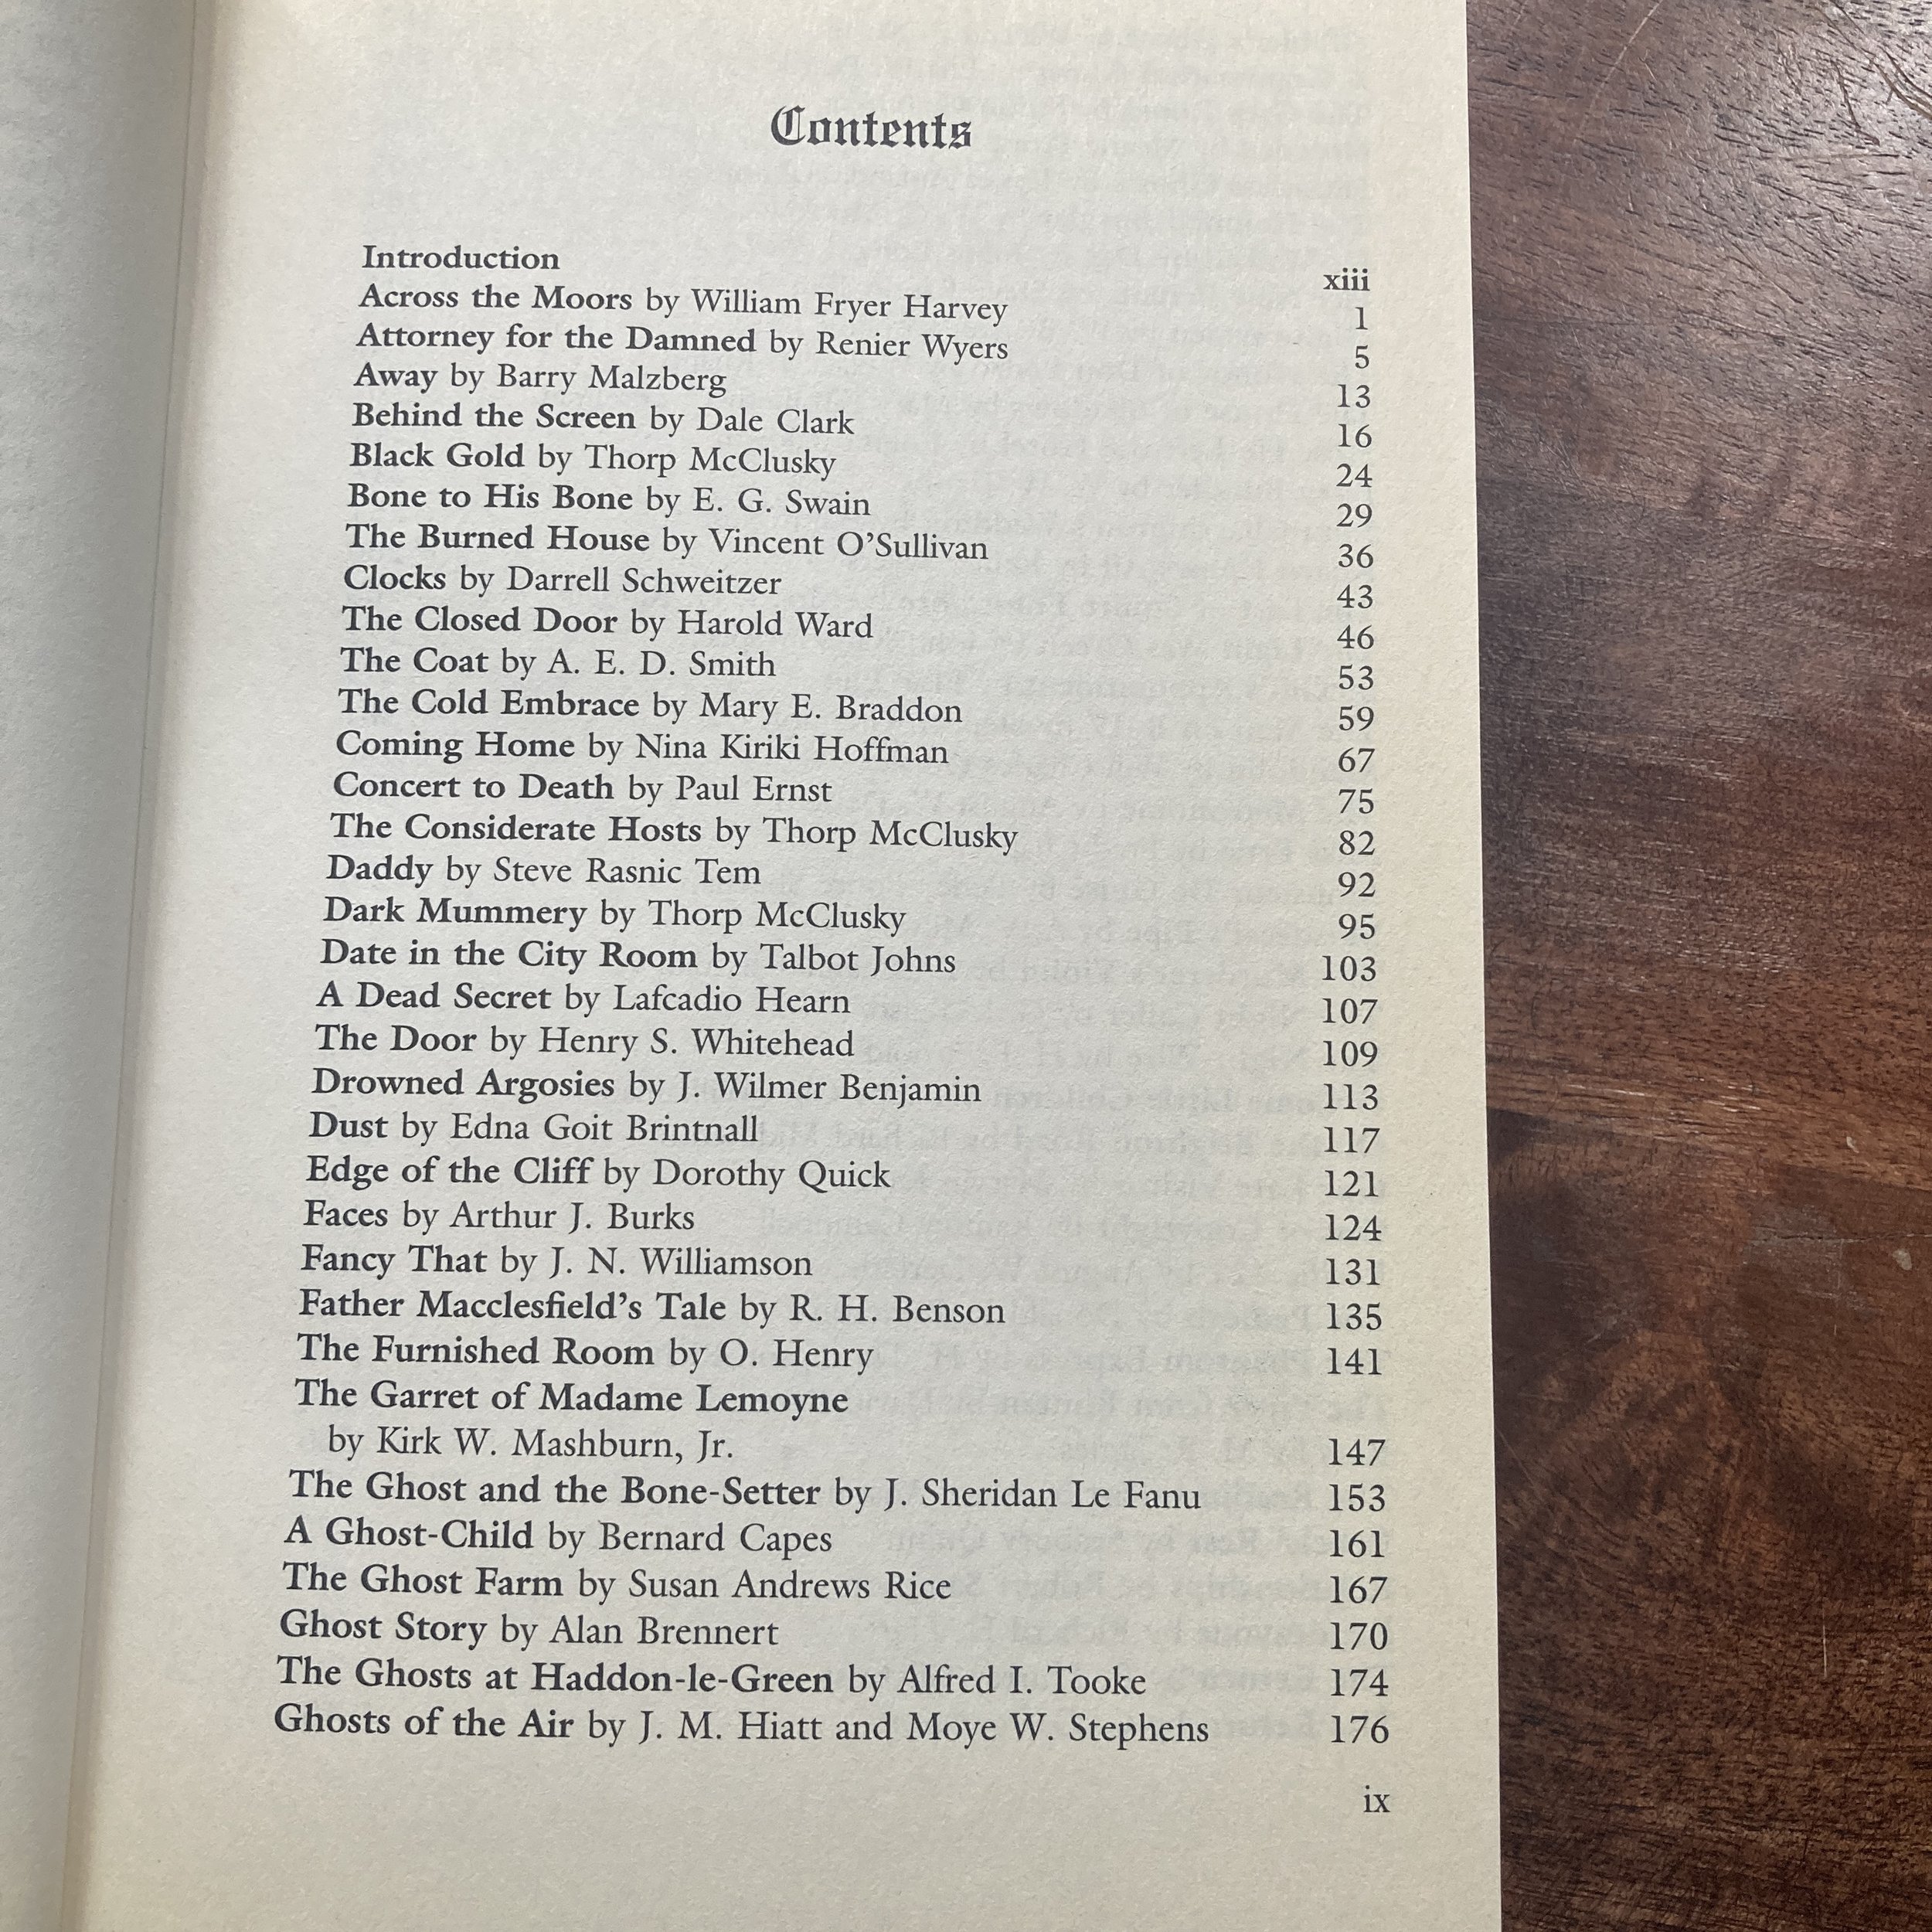 Contents
Introduction xiii
Across the Moors by William Fryer Harvey 1
Attorney for the Damned by Renier Wyers 5
Away by Barry Malzberg 13
Behind the Screen by Dale Clark 16
Black Gold by Thorp McClusky 24
Bone to His Bone by E. G. Swain 29
The Burned House by Vincent O’Sullivan 36
Clocks by Darrell Schweitzer 43
The Closed Door by Harold Ward 46
The Coat by A. E. D. Smith 53
The Cold Embrace by Mary E. Braddon 59
Coming Home by Nina Kiriki Hoffman 67
Concert to Death by Paul Ernst 75
The Considerate Hosts by Thorp McClusky 82
Daddy by Steve Rasnic Tem 92
Dark Mummery by Thorp McClusky 95
Date in the City Room by Talbot Johns 103
A Dead Secret by Lafcadio Hearn 107
The Door by Henry S. Whitehead 109
Drowned Argosies by J. Wilmer Benjamin 113
Dust by Edna Goit Brintnall 117
Edge of the Cliff by Dorothy Quick 121
Faces by Arthur J. Burks 124
Fancy That by J. N. Williamson 131
Father Macclesfield’s Tale by R. H. Benson 135
The Furnished Room by O. Henry 141
The Garret of Madame Lemoyne
by Kirk W. Mashburn, Jr. 147
The Ghost and the Bone-Setter by J. Sheridan Le Fanu 153
A Ghost-Child by Bernard Capes 161
The Ghost Farm by Susan Andrews Rice 167
Ghost Story by Alan Brennert 170
The Ghosts at Haddon-le-Green by Alfred I. Tooke 174
Ghosts of the Air by J. M. Hiatt and Moye W. Stephens 176
ix